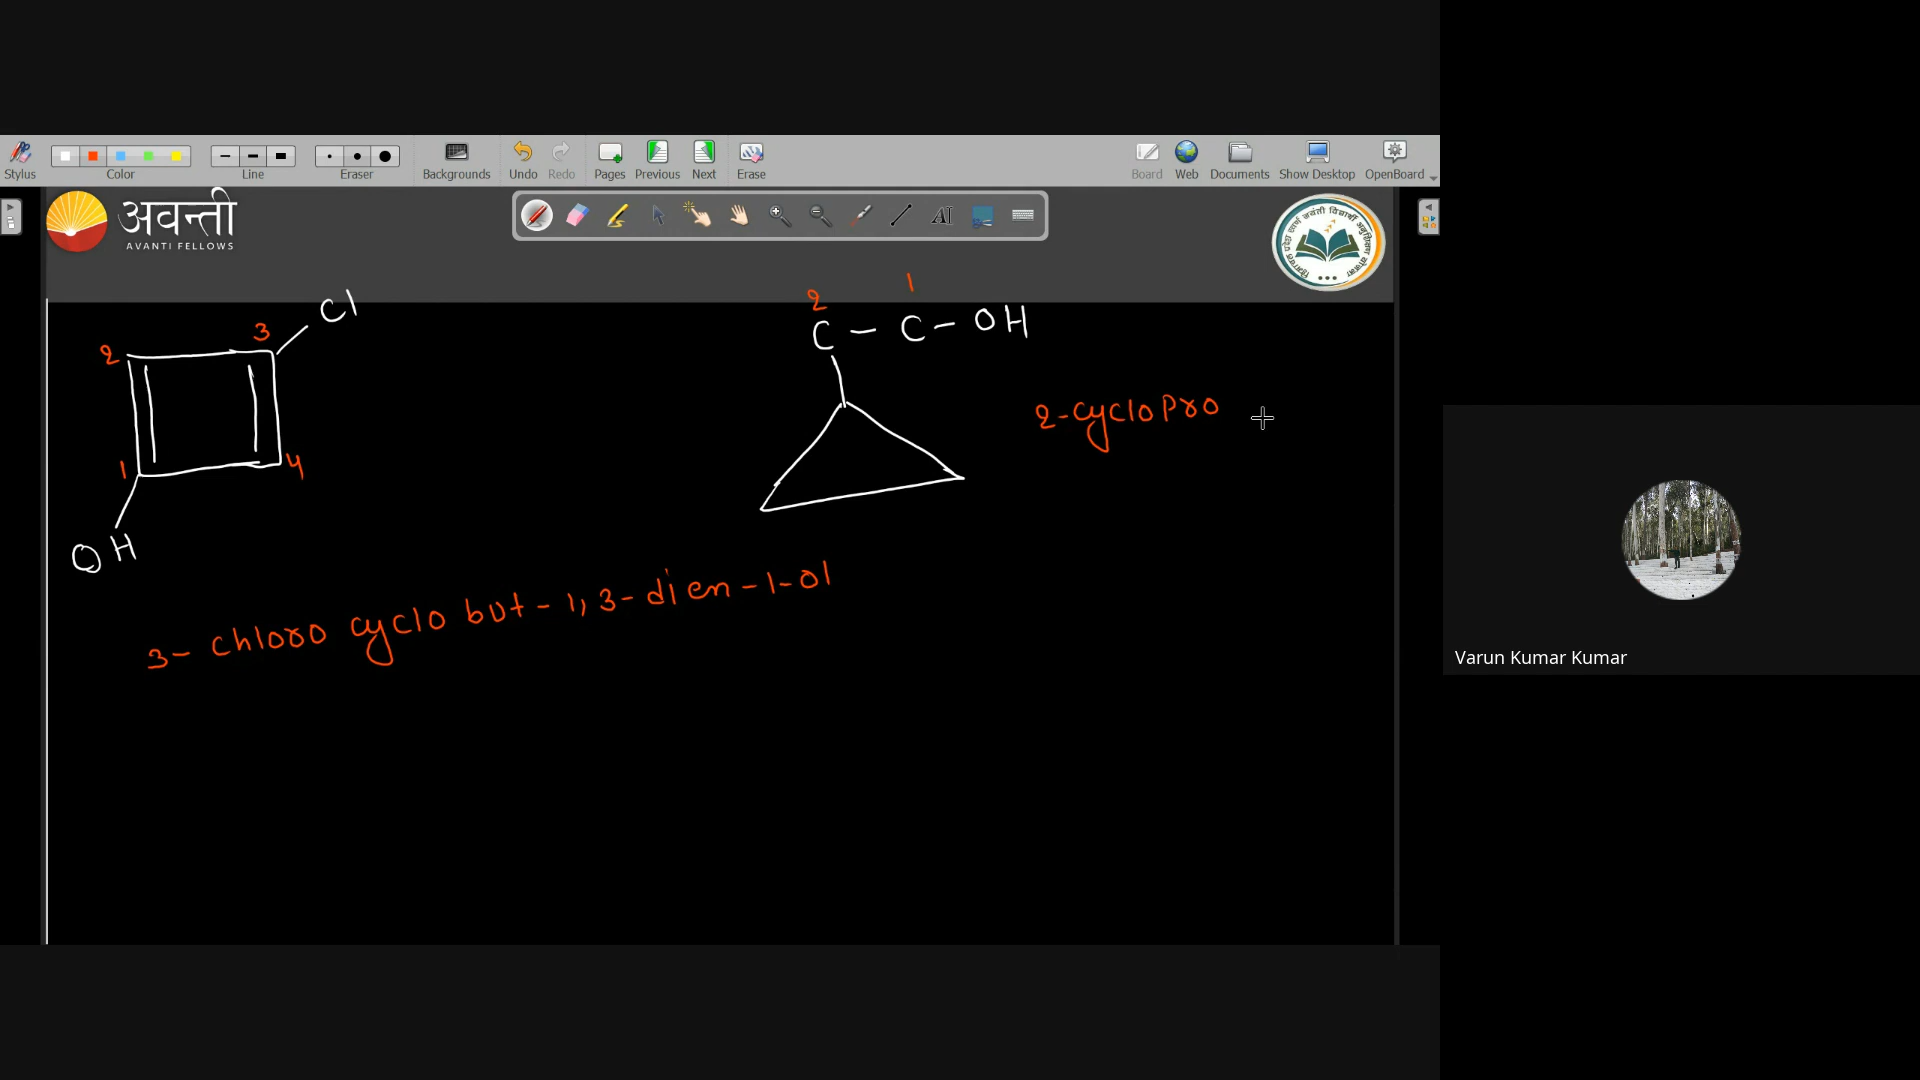 Stylus
Color
Line
Eraser
Backgrounds
Undo
Redo
Pages
Previous
Next
Erase
Board
Web
Documents
Show Desktop
OpenBoard
अवन्ती
AVANTI FELLOWS
AI
2 3 Cl
1 4
OH
2 1
C - C - OH
2-cycloPro
3- chloro cyclo but - 1, 3- dien - 1-ol
Varun Kumar Kumar